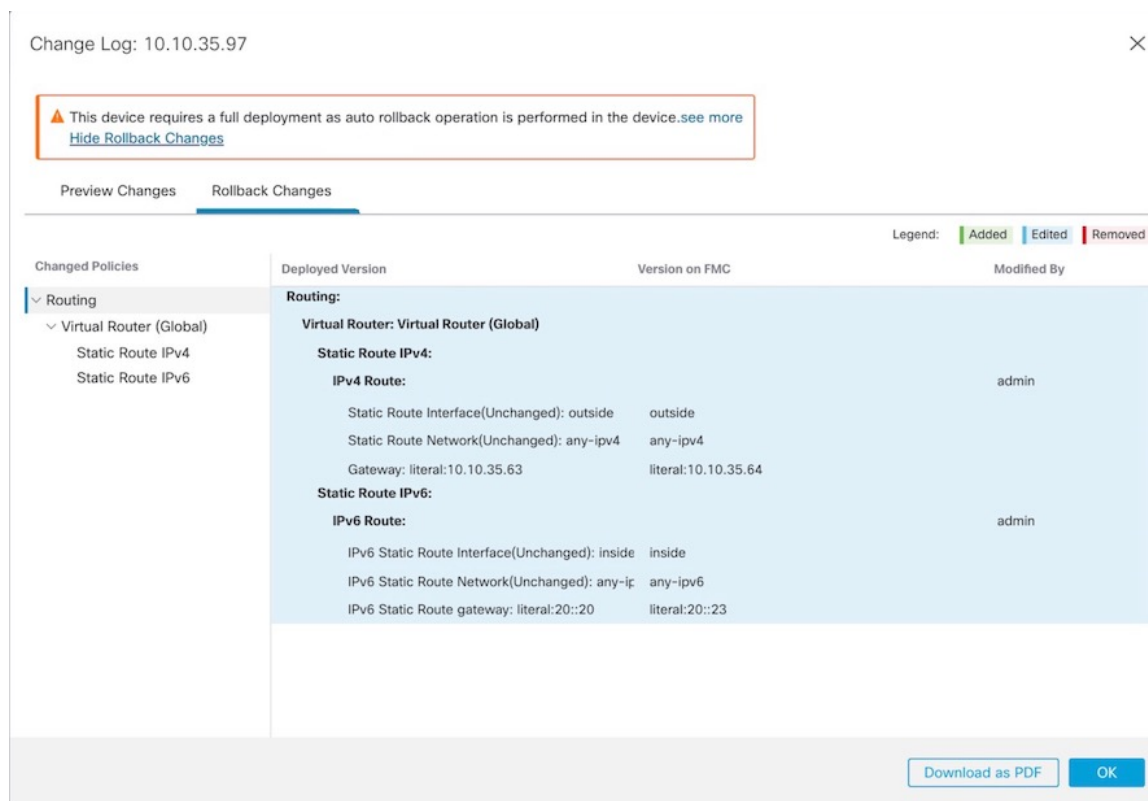 Change Log: 10.10.35.97
This device requires a full deployment as auto rollback operation is performed in the device.see more
Hide Rollback Changes
Preview Changes Rollback Changes
Legend: Added Edited Removed
Changed Policies Deployed Version Version on FMC Modified By
Routing Routing:
Virtual Router (Global) Virtual Router: Virtual Router (Global)
Static Route IPv4 Static Route IPv4:
Static Route IPv6 IPv4 Route: admin
Static Route Interface(Unchanged): outside outside
Static Route Network(Unchanged): any-ipv4 any-ipv4
Gateway: literal:10.10.35.63 literal:10.10.35.64
Static Route IPv6:
IPv6 Route: admin
IPv6 Static Route Interface(Unchanged): inside inside
IPv6 Static Route Network(Unchanged): any-ip any-ipv6
IPv6 Static Route gateway: literal:20::20 literal:20::23
Download as PDF OK